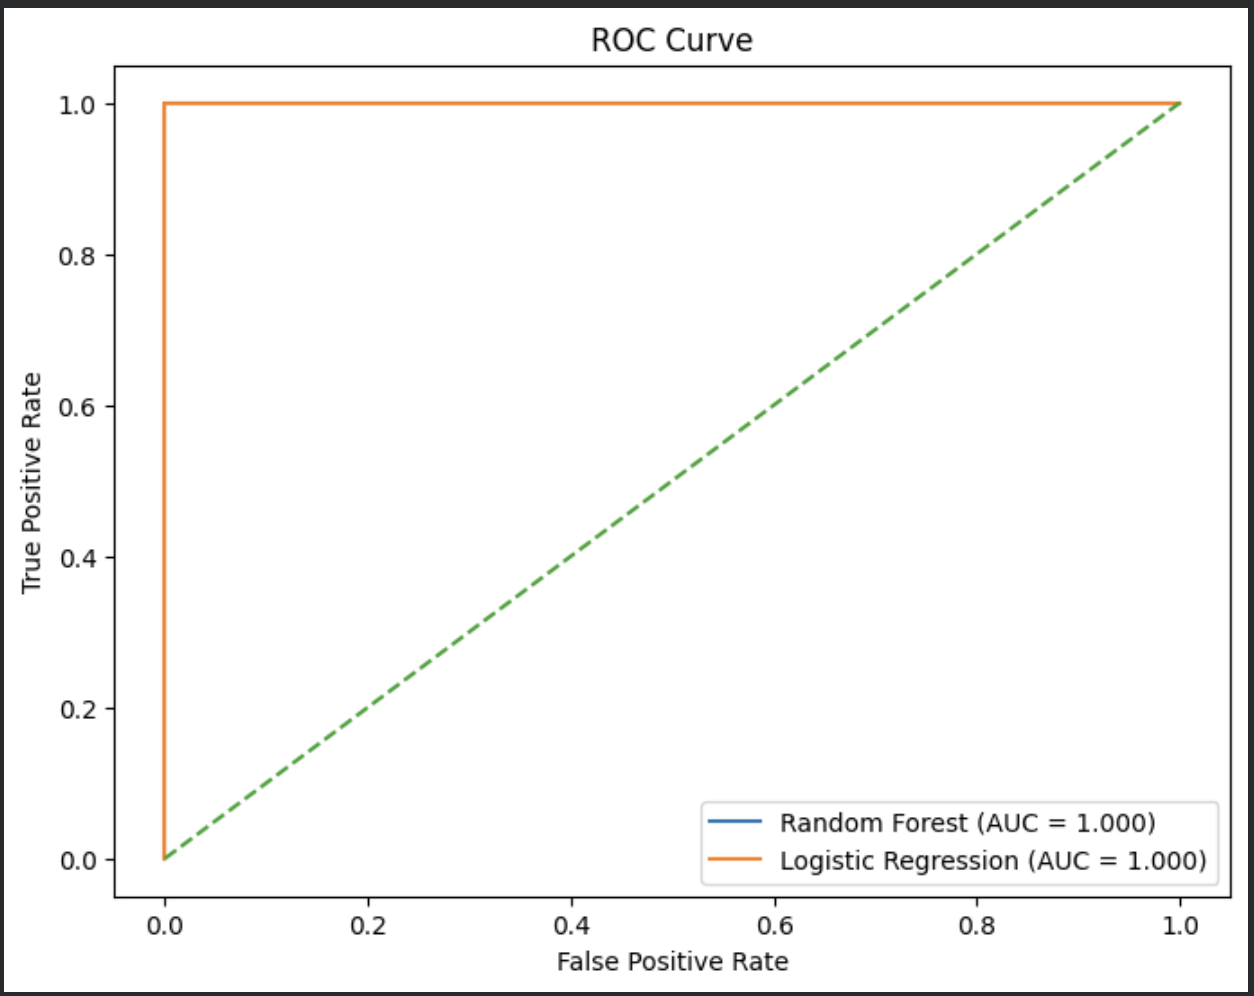 ROC Curve
True Positive Rate
1.0
0.8
0.6
0.4
0.2
0.0
Random Forest (AUC = 1.000)
Logistic Regression (AUC = 1.000)
0.0 0.2 0.4 0.6 0.8 1.0
False Positive Rate